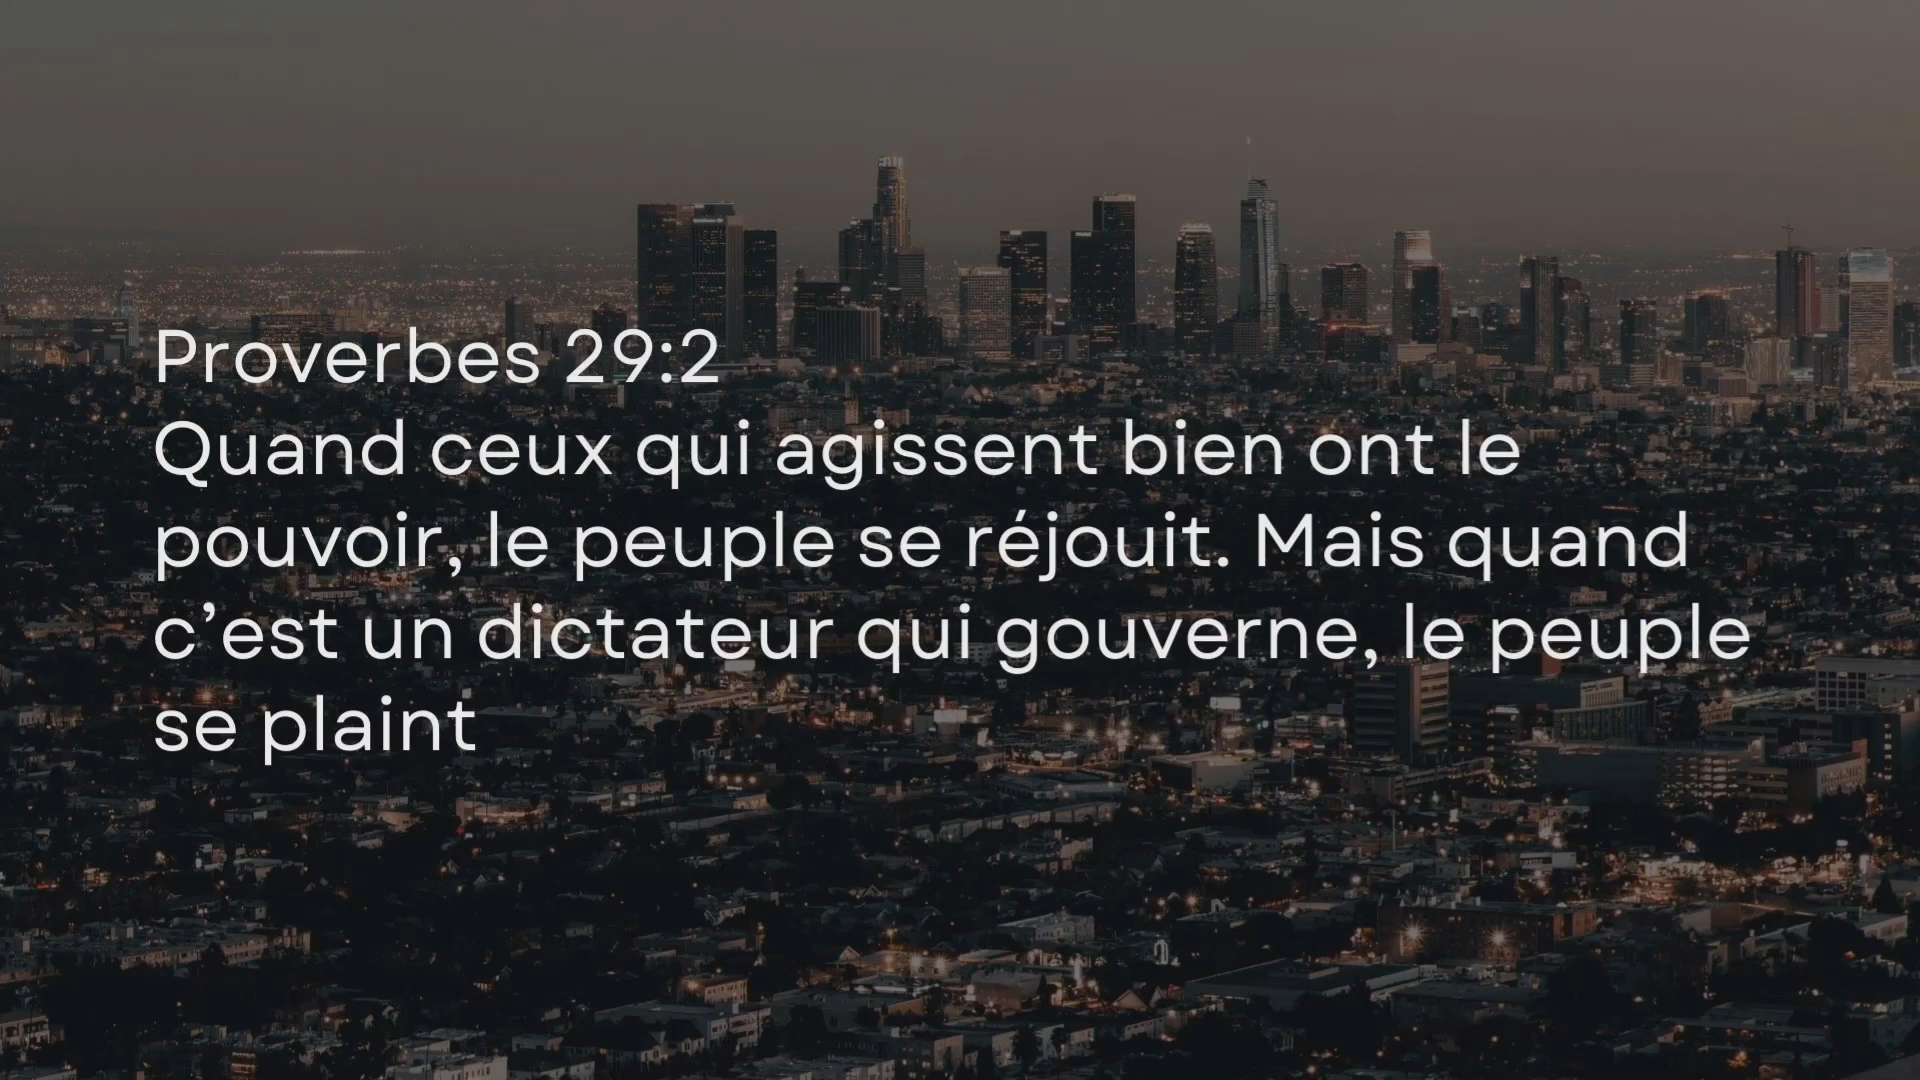 Proverbes 29:2
Quand ceux qui agissent bien ont le
pouvoir, le peuple se réjouit. Mais quand
c’est un dictateur qui gouverne, le peuple
se plaint